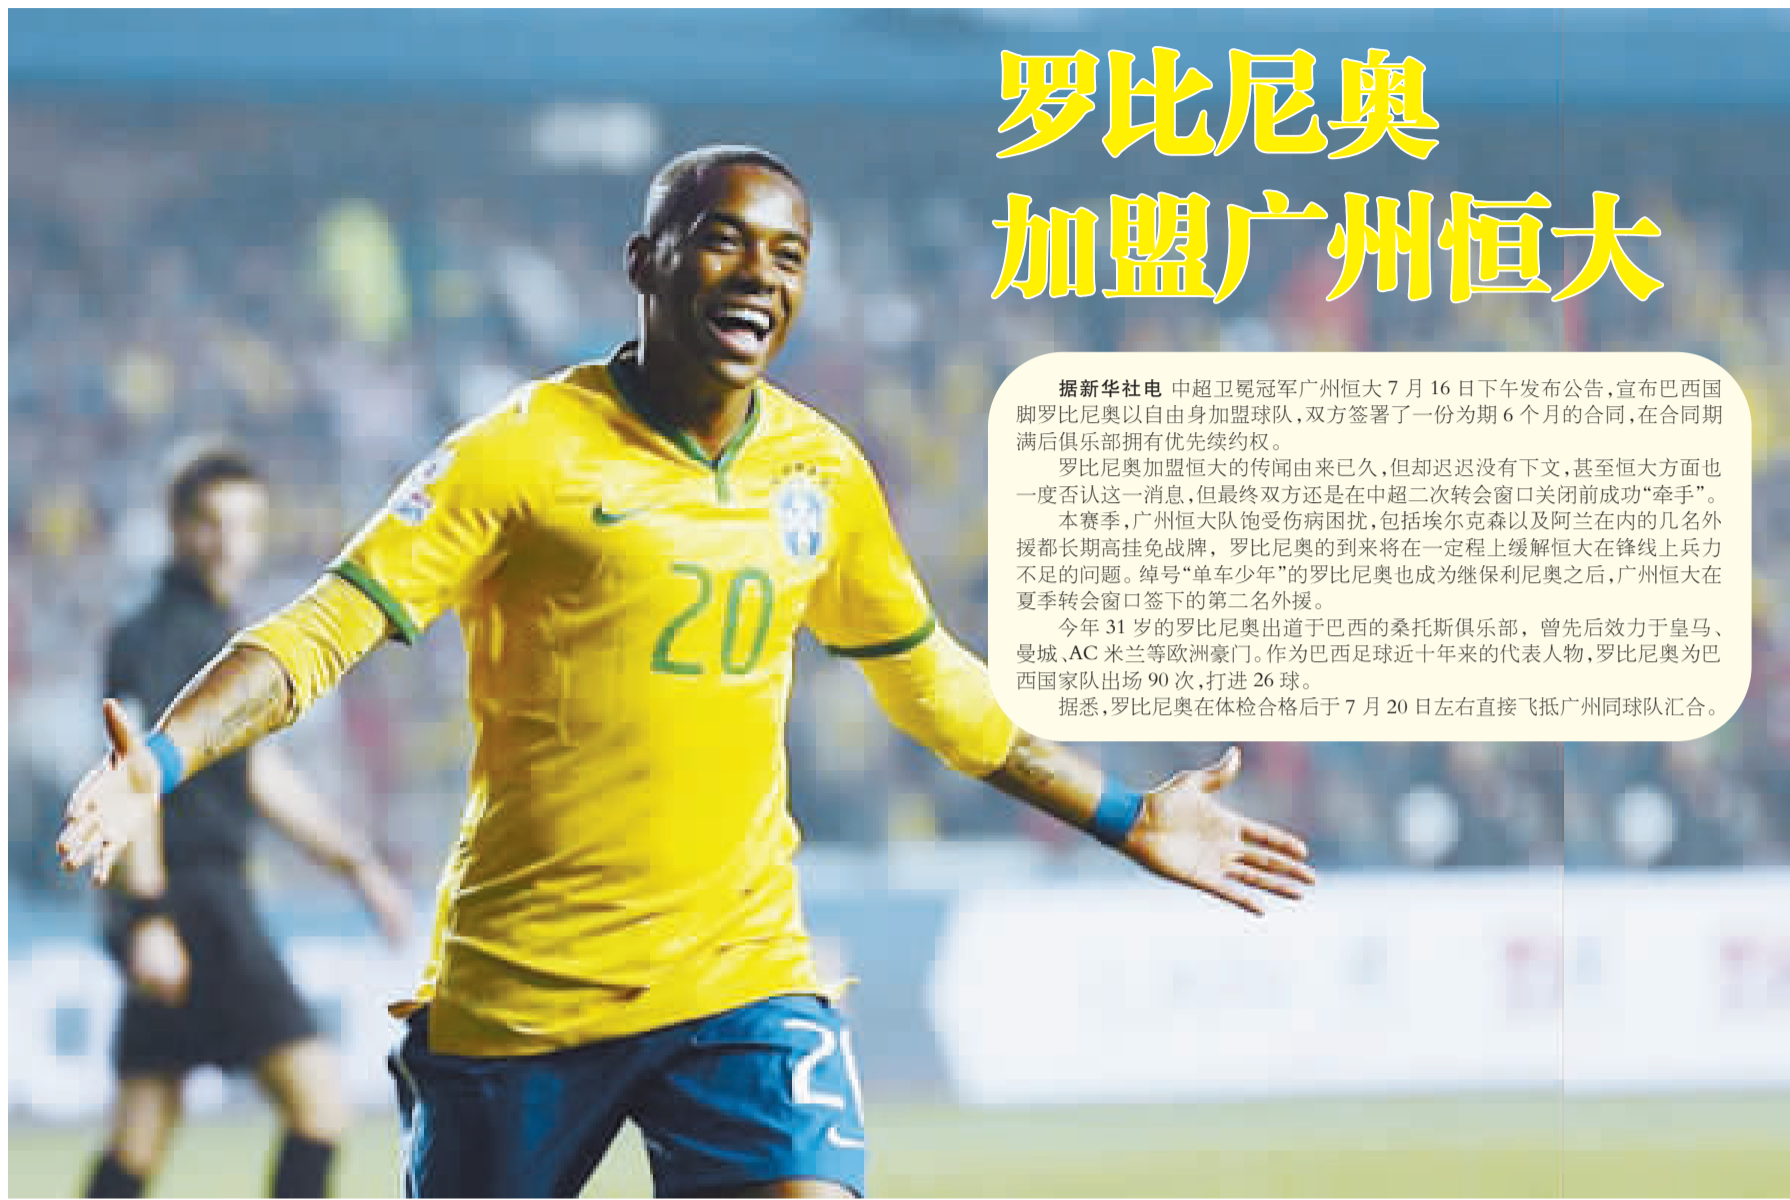 罗比尼奥
加盟广州恒大
据新华社电 中超卫冕冠军广州恒大7月16日下午发布公告,宣布巴西国
脚罗比尼奥以自由身加盟球队,双方签署了一份为期6个月的合同,在合同期
满后俱乐部拥有优先续约权。
罗比尼奥加盟恒大的传闻由来已久,但却迟迟没有下文,甚至恒大方面也
一度否认这一消息,但最终双方还是在中超二次转会窗口关闭前成功“牵手”。
本赛季,广州恒大队饱受伤病困扰,包括埃尔克森以及阿兰在内的几名外
援都长期高挂免战牌,罗比尼奥的到来将在一定程上缓解恒大在锋线上兵力
不足的问题。绰号“单车少年”的罗比尼奥也成为继保利尼奥之后,广州恒大在
夏季转会窗口签下的第二名外援。
今年31岁的罗比尼奥出道于巴西的桑托斯俱乐部,曾先后效力于皇马、
曼城、AC米兰等欧洲豪门。作为巴西足球近十年来的代表人物,罗比尼奥为巴
西国家队出场90次,打进26球。
据悉,罗比尼奥在体检合格后于7月20日左右直接飞抵广州同球队汇合。
20